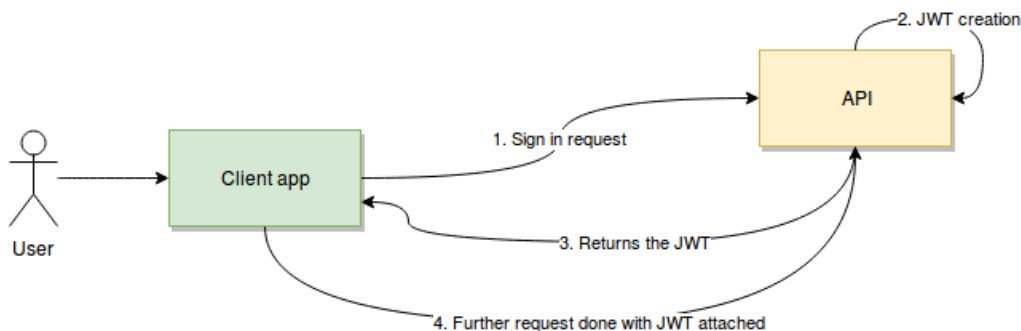 2. JWT creation
API
1. Sign in request
Client app
User
3. Returns the JWT
4. Further request done with JWT attached